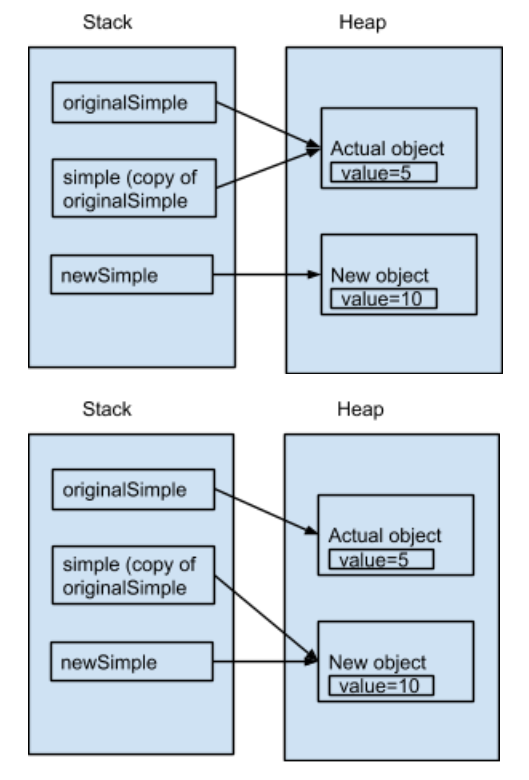 Stack Heap
originalSimple
simple (copy of
originalSimple
newSimple
Actual object
value=5
New object
value=10
Stack Heap
originalSimple
simple (copy of
originalSimple
newSimple
Actual object
value=5
New object
value=10